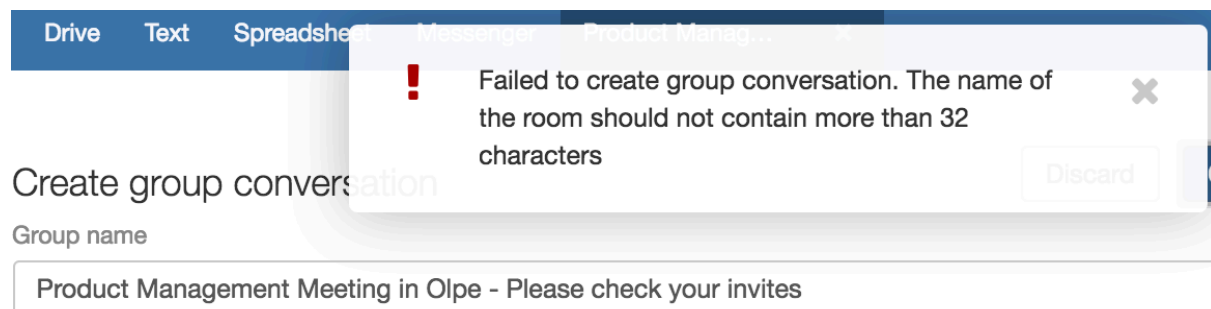 Drive Text Spreadsheet Messenger Product Manag... ×
Failed to create group conversation. The name of
the room should not contain more than 32
characters
Discard
Create group conversation
Group name
Product Management Meeting in Olpe - Please check your invites